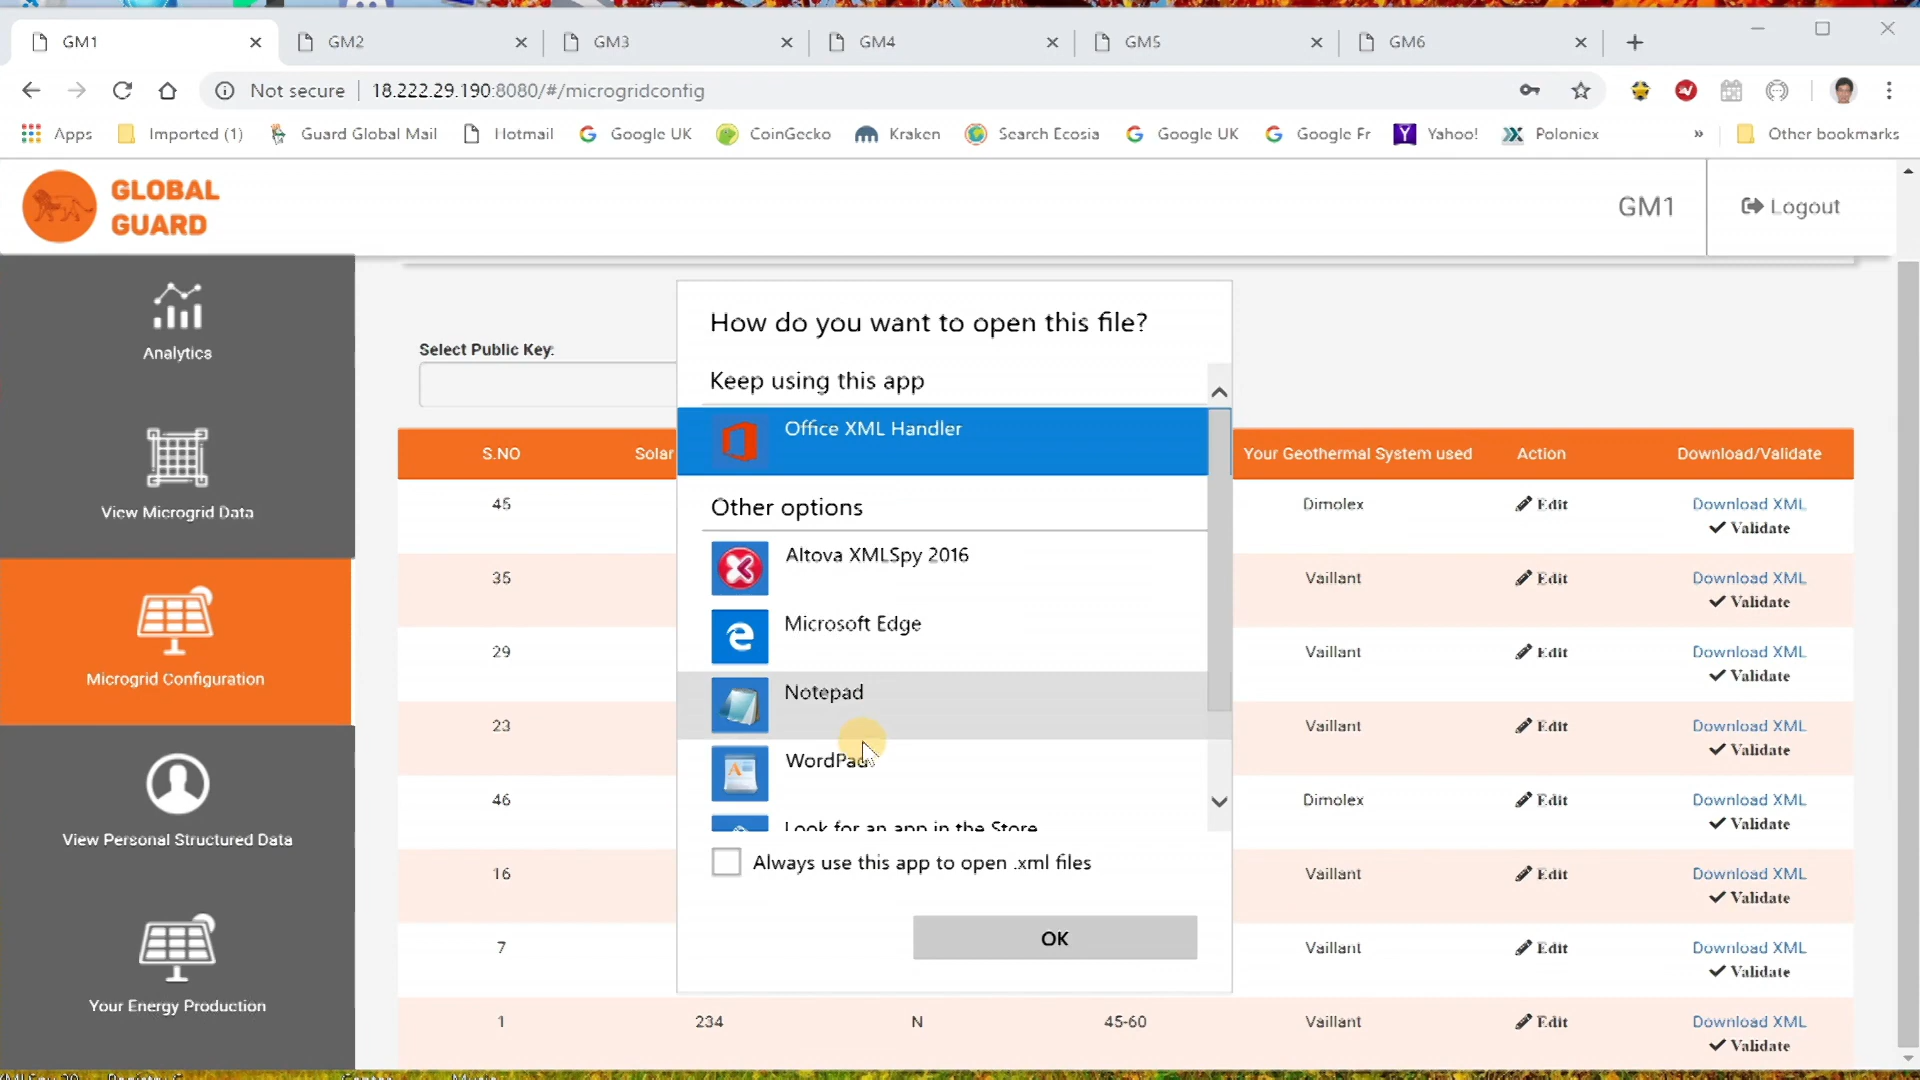 GM1
GM2
GM3
GM4
GM5
GM6
Not secure
18.222.29.190:8080/#/microgridconfig
Apps
Imported (1)
Guard Global Mail
Hotmail
Google UK
CoinGecko
Kraken
Search Ecosia
Google UK
Google Fr
Yahoo!
Poloniex
»
Other bookmarks
GLOBAL
GUARD
GM1
Logout
Analytics
View Microgrid Data
Microgrid Configuration
View Personal Structured Data
Your Energy Production
Select Public Key:
S.NO
Solar
Your Geothermal System used
Action
Download/Validate
45
Dimolex
Edit
Download XML
Validate
35
Vaillant
Edit
Download XML
Validate
29
Vaillant
Edit
Download XML
Validate
23
Vaillant
Edit
Download XML
Validate
46
Dimolex
Edit
Download XML
Validate
16
Vaillant
Edit
Download XML
Validate
7
Vaillant
Edit
Download XML
Validate
1
234
N
45-60
Vaillant
Edit
Download XML
Validate
How do you want to open this file?
Keep using this app
Office XML Handler
Other options
Altova XMLSpy 2016
Microsoft Edge
Notepad
WordPad
Look for an app in the Store
Always use this app to open .xml files
OK